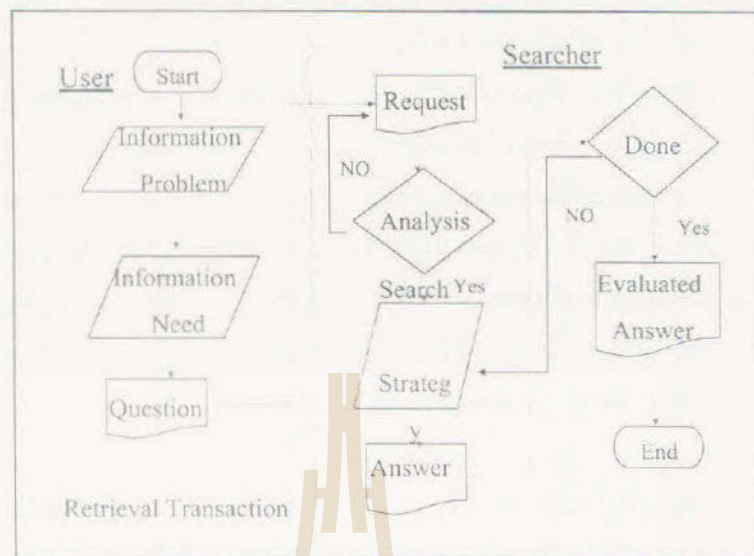 User
Start
Information
Problem
Information
Need
Question
Searcher
Request
NO
Analysis
Yes
Search
Strateg
y
Answer
Done
NO
Yes
Evaluated
Answer
End
Retrieval Transaction